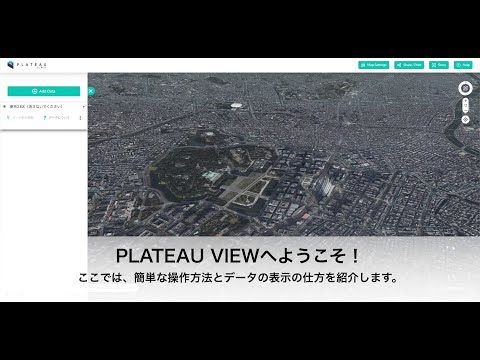 PLATEAU
Map Settings
Share / Print
Story
Help
Add Data
PLATEAU VIEWへようこそ！
ここでは、簡単な操作方法とデータの表示の仕方を紹介します。